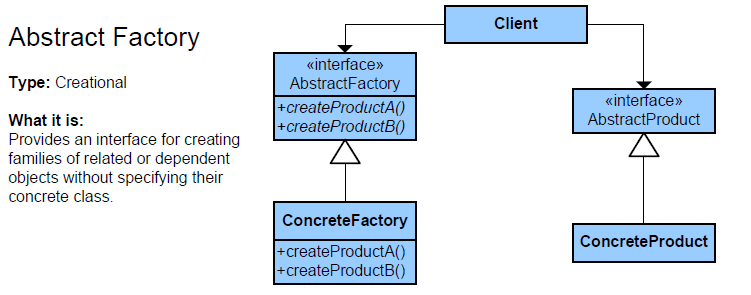 Abstract Factory
Type: Creational
What it is:
Provides an interface for creating
families of related or dependent
objects without specifying their
concrete class.
Client
«interface»
AbstractFactory
+createProductA()
+createProductB()
«interface»
AbstractProduct
ConcreteFactory
+createProductA()
+createProductB()
ConcreteProduct